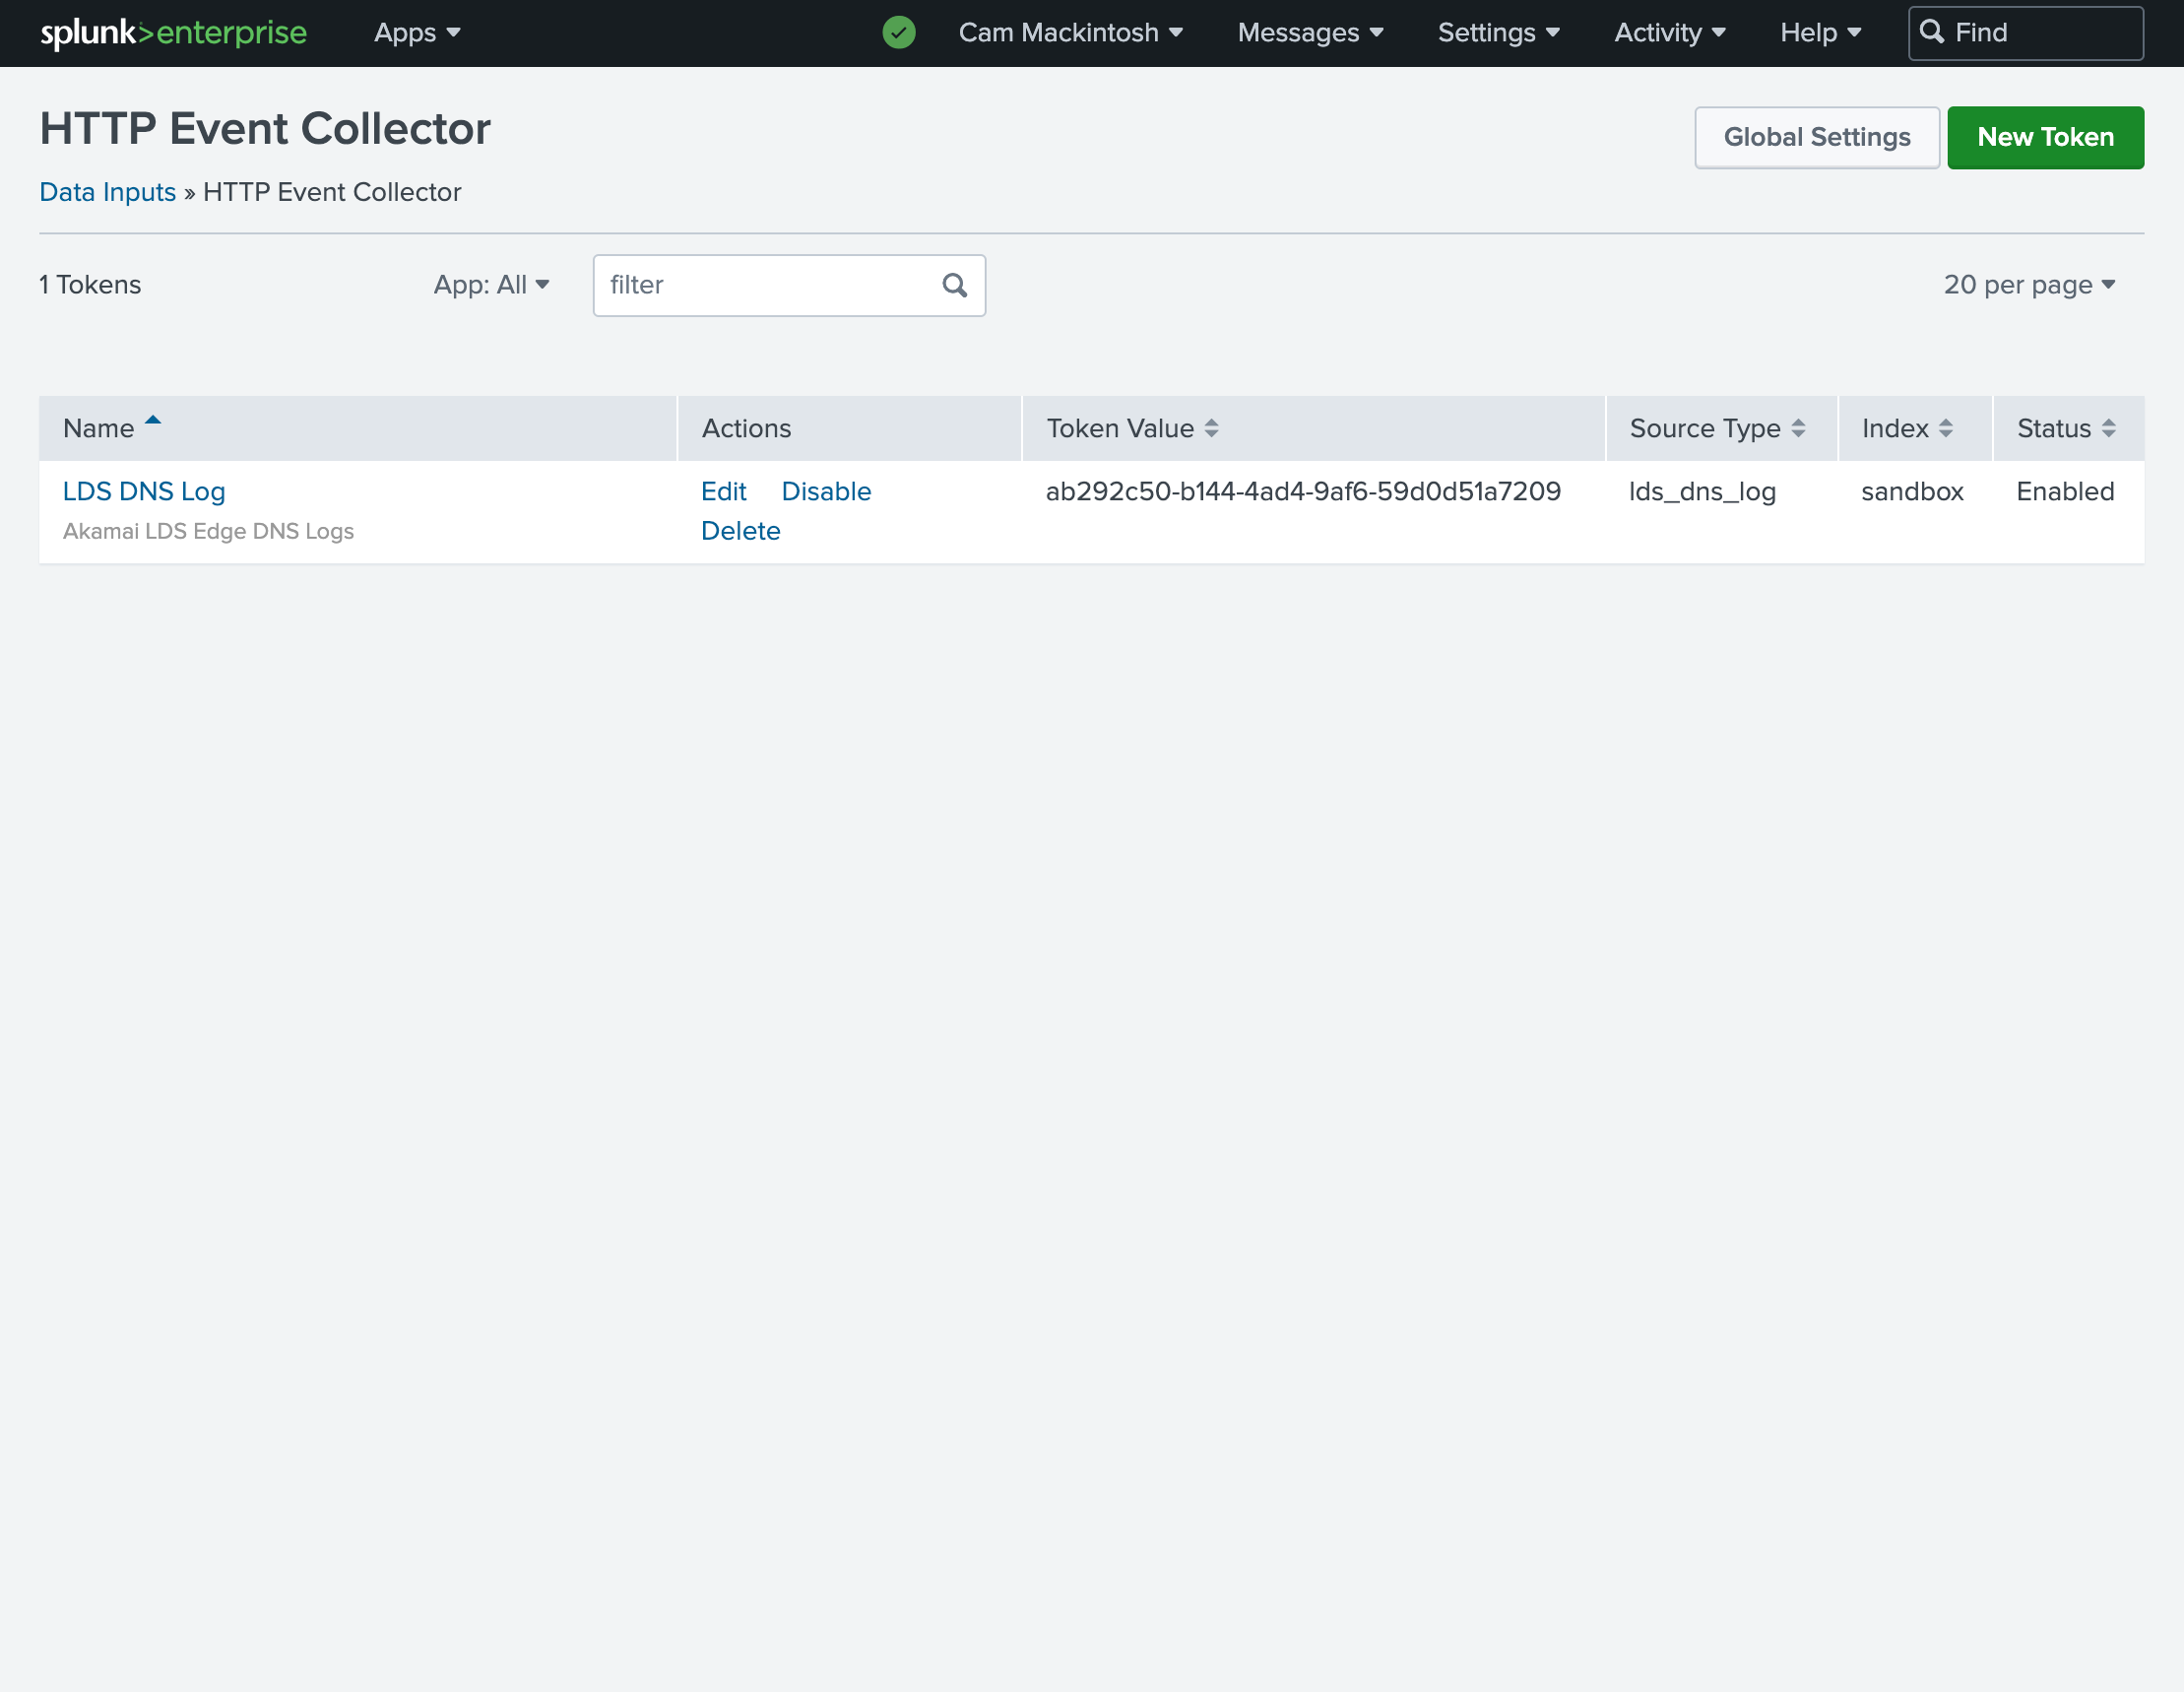 splunk>enterprise Apps Cam Mackintosh Messages Settings Activity Help Find
HTTP Event Collector
Global Settings New Token
Data Inputs » HTTP Event Collector
1 Tokens App: All filter 20 per page
Name Actions Token Value Source Type Index Status
LDS DNS Log Edit Disable ab292c50-b144-4ad4-9af6-59d0d51a7209 lds_dns_log sandbox Enabled
Akamai LDS Edge DNS Logs Delete